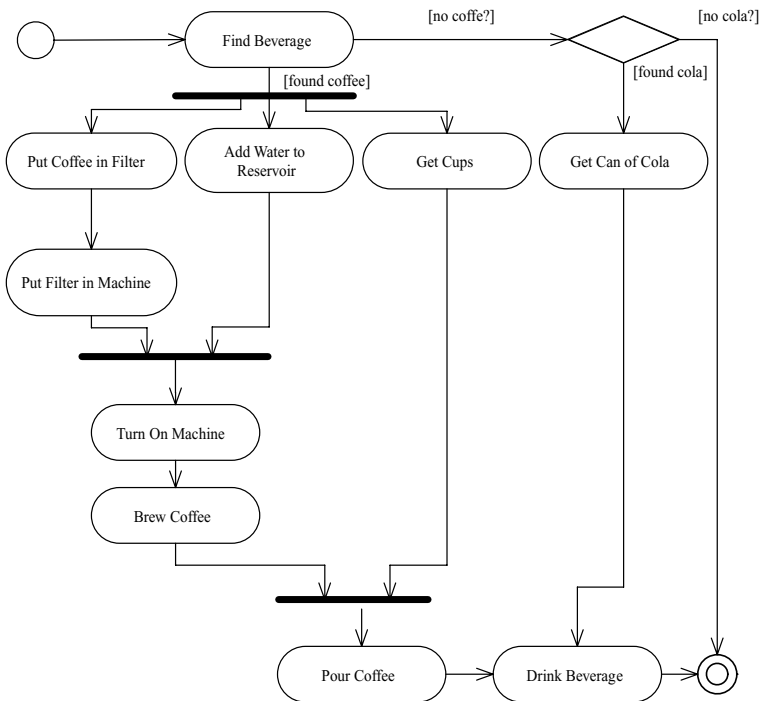 [no coffe?]
[no cola?]
Find Beverage
[found coffee]
[found cola]
Put Coffee in Filter
Add Water to
Reservoir
Get Cups
Get Can of Cola
Put Filter in Machine
Turn On Machine
Brew Coffee
Pour Coffee
Drink Beverage